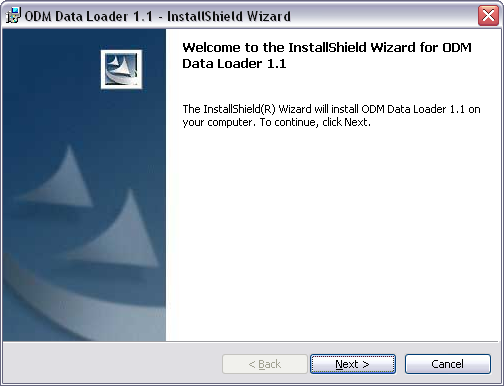 ODM Data Loader 1.1 - InstallShield Wizard
Welcome to the InstallShield Wizard for ODM
Data Loader 1.1
The InstallShield(R) Wizard will install ODM Data Loader 1.1 on
your computer. To continue, click Next.
< Back Next > Cancel